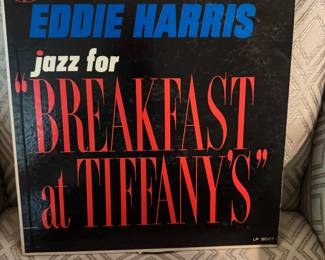 EDDIE HARRIS
jazz for
"BREAKFAST
at TIFFANY'S"